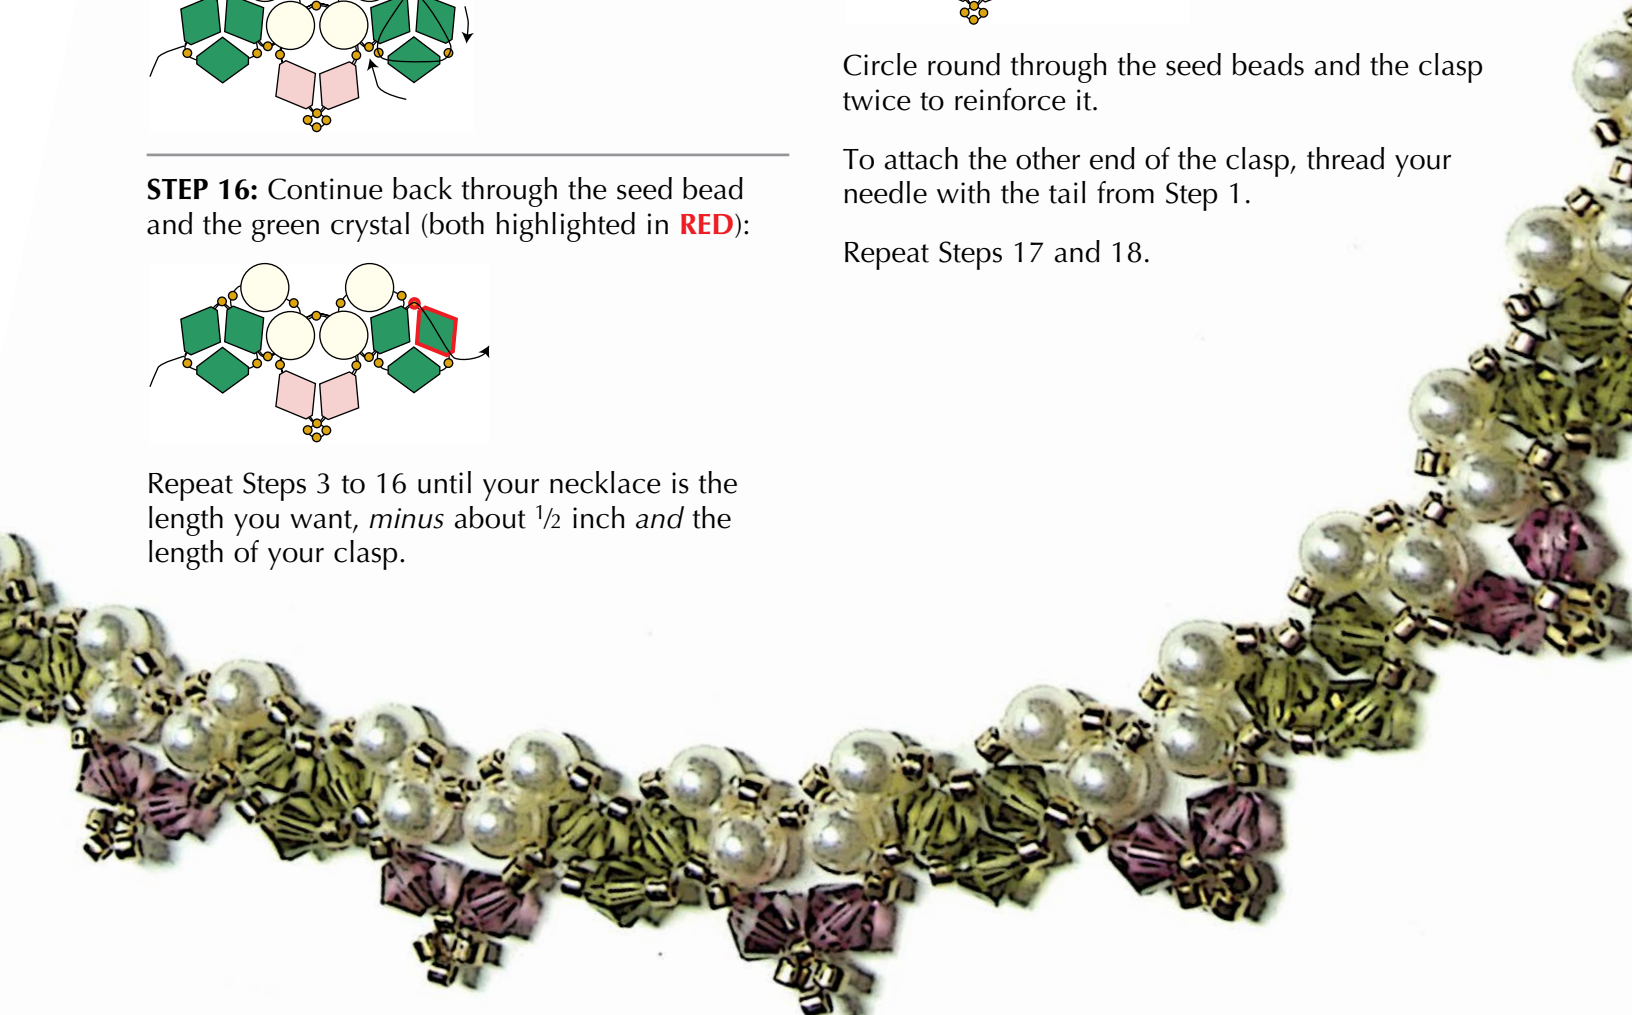 STEP 16: Continue back through the seed bead
and the green crystal (both highlighted in RED):
Repeat Steps 3 to 16 until your necklace is the
length you want, minus about 1/2 inch and the
length of your clasp.
Circle round through the seed beads and the clasp
twice to reinforce it.
To attach the other end of the clasp, thread your
needle with the tail from Step 1.
Repeat Steps 17 and 18.